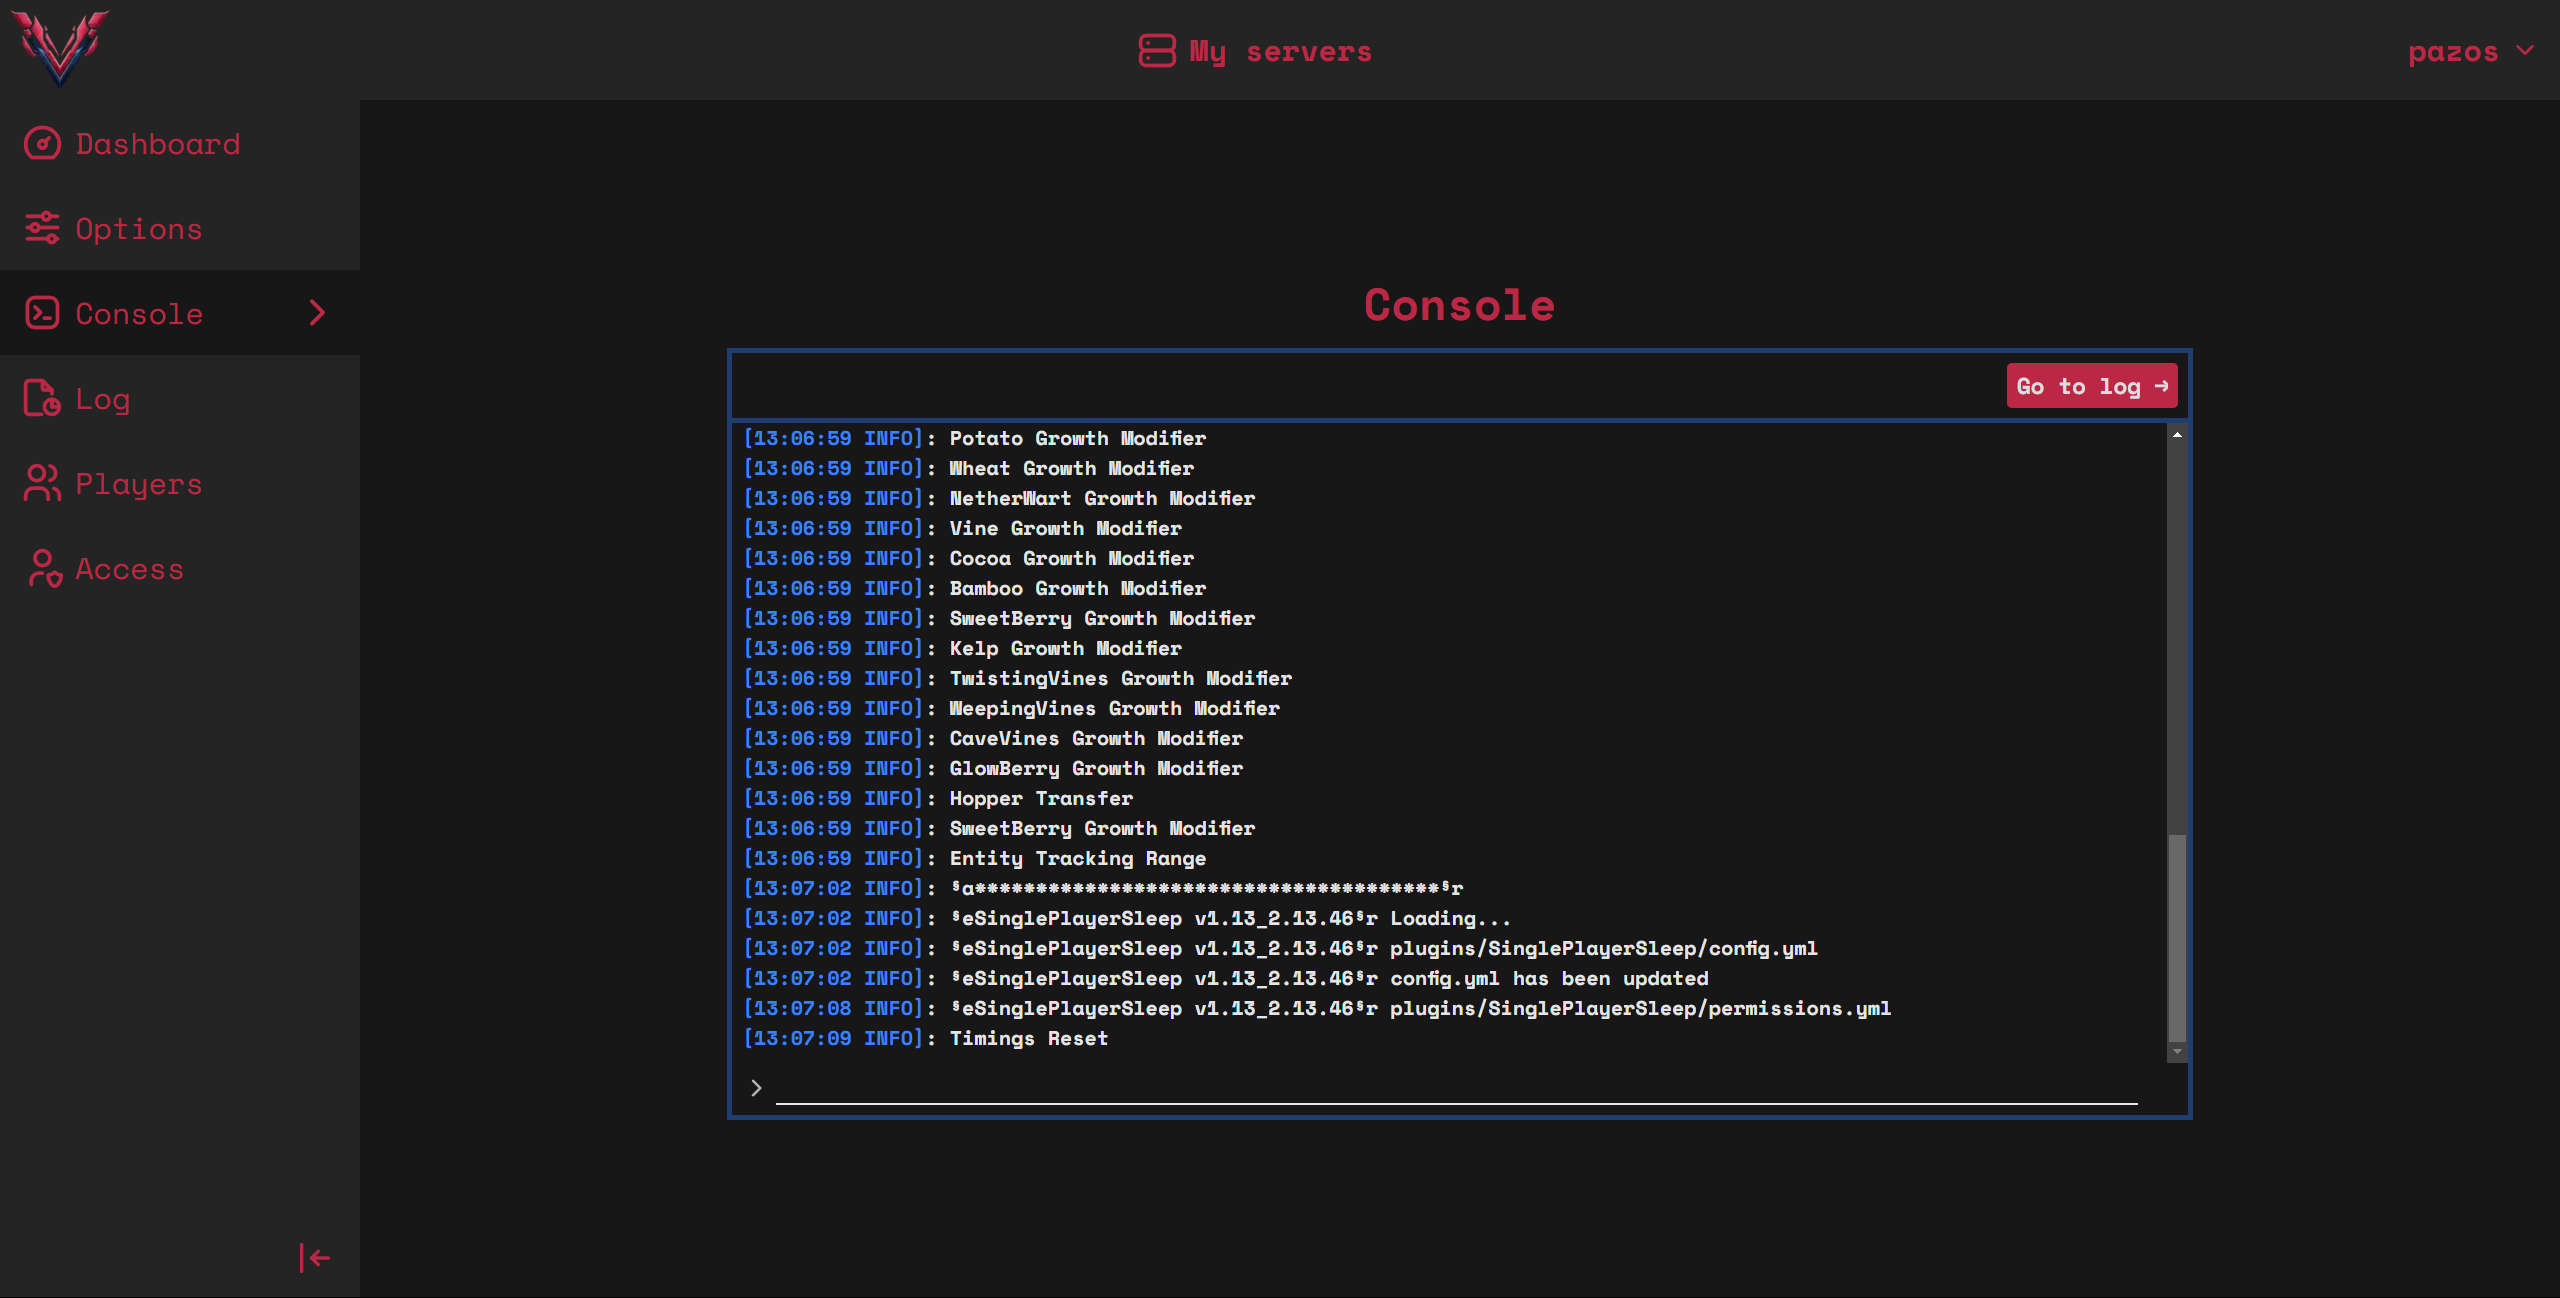 My servers
pazos
Dashboard
Options
Console
Log
Players
Access
Console
Go to log →
[13:06:59 INFO]: Potato Growth Modifier
[13:06:59 INFO]: Wheat Growth Modifier
[13:06:59 INFO]: NetherWart Growth Modifier
[13:06:59 INFO]: Vine Growth Modifier
[13:06:59 INFO]: Cocoa Growth Modifier
[13:06:59 INFO]: Bamboo Growth Modifier
[13:06:59 INFO]: SweetBerry Growth Modifier
[13:06:59 INFO]: Kelp Growth Modifier
[13:06:59 INFO]: TwistingVines Growth Modifier
[13:06:59 INFO]: WeepingVines Growth Modifier
[13:06:59 INFO]: CaveVines Growth Modifier
[13:06:59 INFO]: GlowBerry Growth Modifier
[13:06:59 INFO]: Hopper Transfer
[13:06:59 INFO]: SweetBerry Growth Modifier
[13:06:59 INFO]: Entity Tracking Range
[13:07:02 INFO]: §a**************************************§r
[13:07:02 INFO]: §eSinglePlayerSleep v1.13_2.13.46§r Loading...
[13:07:02 INFO]: §eSinglePlayerSleep v1.13_2.13.46§r plugins/SinglePlayerSleep/config.yml
[13:07:02 INFO]: §eSinglePlayerSleep v1.13_2.13.46§r config.yml has been updated
[13:07:08 INFO]: §eSinglePlayerSleep v1.13_2.13.46§r plugins/SinglePlayerSleep/permissions.yml
[13:07:09 INFO]: Timings Reset